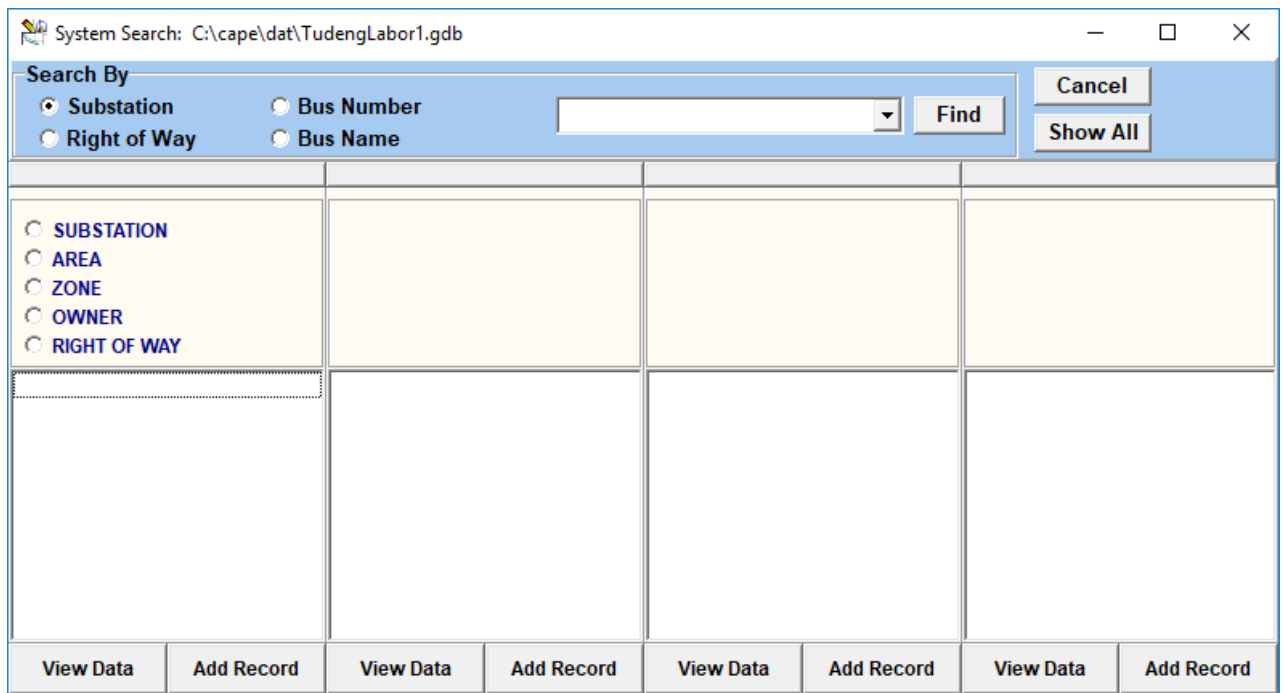 System Search: C:\cape\dat\TudengLabor1.gdb
Search By
Substation Bus Number Find Cancel
Right of Way Bus Name Show All
SUBSTATION
AREA
ZONE
OWNER
RIGHT OF WAY
View Data Add Record View Data Add Record View Data Add Record View Data Add Record